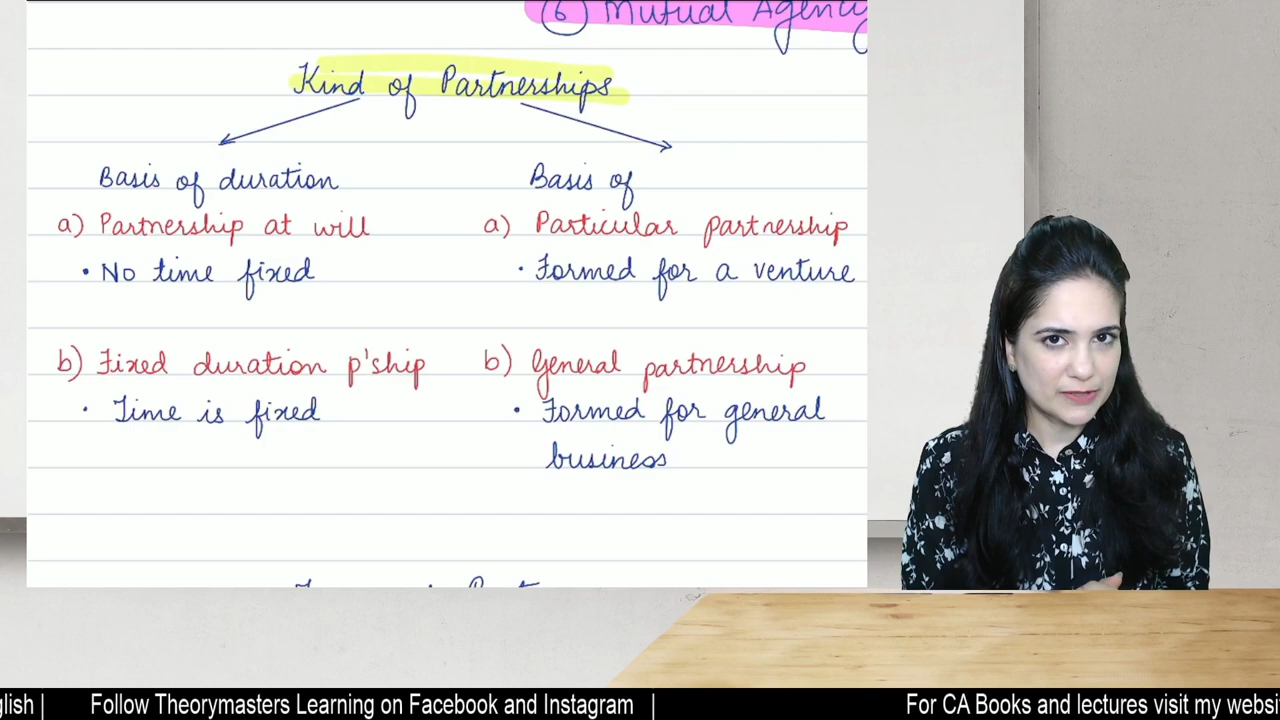 (6) Mutual Agency
Kind of Partnerships
Basis of duration
a) Partnership at will
• No time fixed
b) Fixed duration p'ship
• Time is fixed
Basis of
a) Particular partnership
• Formed for a venture
b) General partnership
• Formed for general
business
glish | Follow Theorymasters Learning on Facebook and Instagram | For CA Books and lectures visit my websi